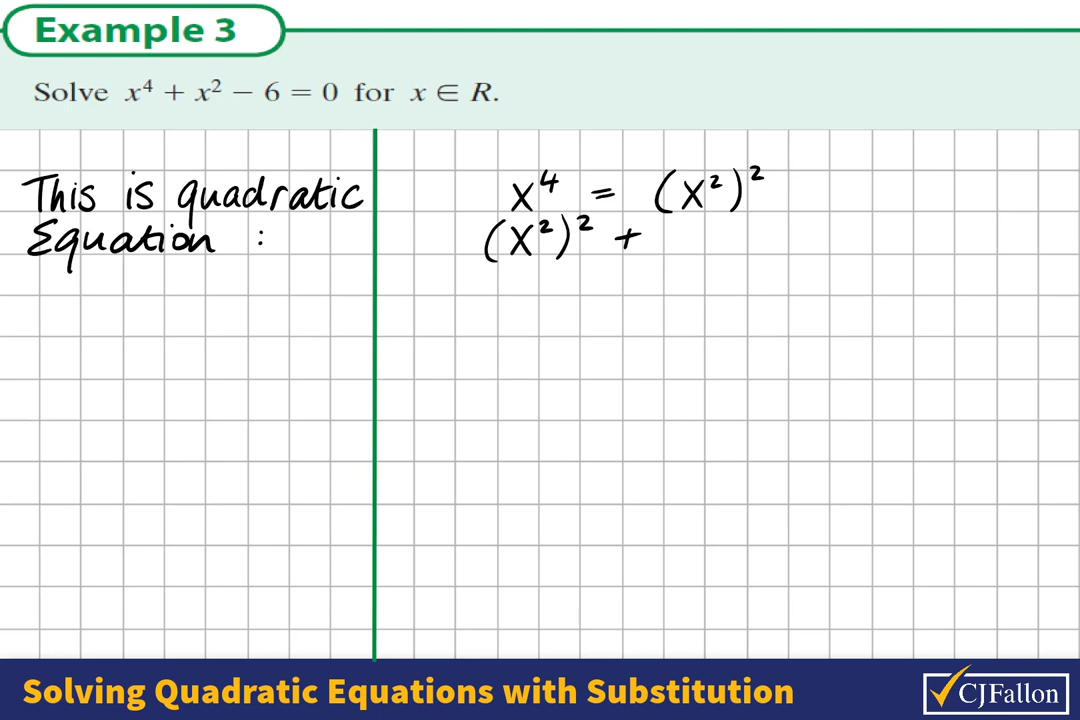 Example 3
Solve x⁴ + x² − 6 = 0 for x ∈ R.
This is quadratic
Equation :
x⁴ = (x²)²
(x²)² +
Solving Quadratic Equations with Substitution
CJFallon